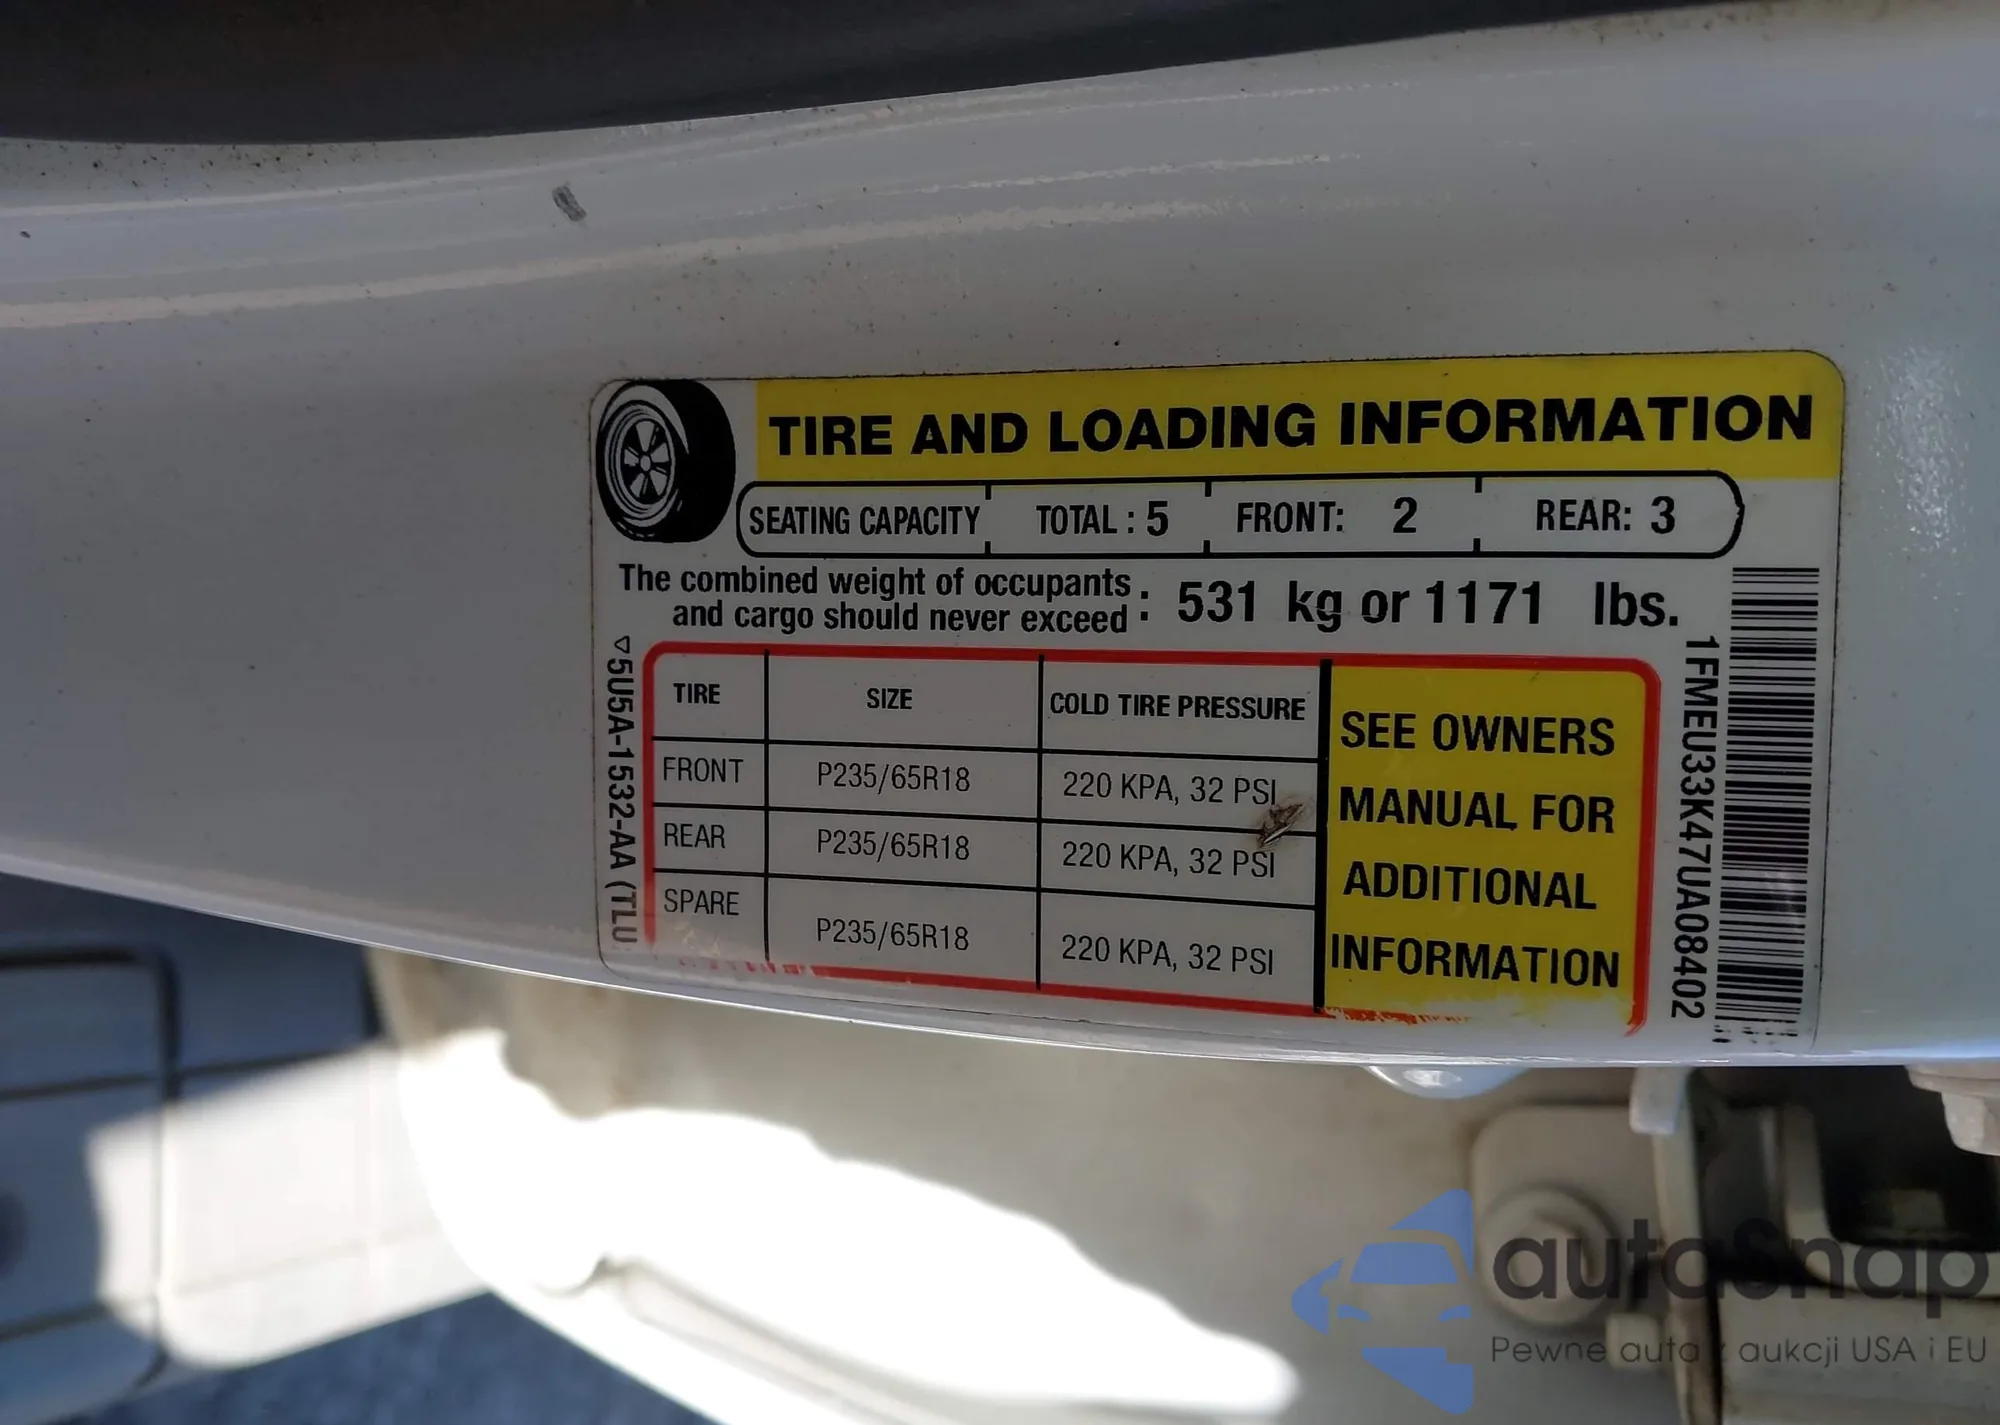 TIRE AND LOADING INFORMATION
SEATING CAPACITY TOTAL : 5 FRONT: 2 REAR: 3
The combined weight of occupants
and cargo should never exceed : 531 kg or 1171 lbs.
TIRE SIZE COLD TIRE PRESSURE
FRONT P235/65R18 220 KPA, 32 PSI
REAR P235/65R18 220 KPA, 32 PSI
SPARE P235/65R18 220 KPA, 32 PSI
SEE OWNERS
MANUAL FOR
ADDITIONAL
INFORMATION
5U5A-1532-AA (TLU
1FMEU33K47UA08402
autoSnap
Pewne auta z aukcji USA i EU